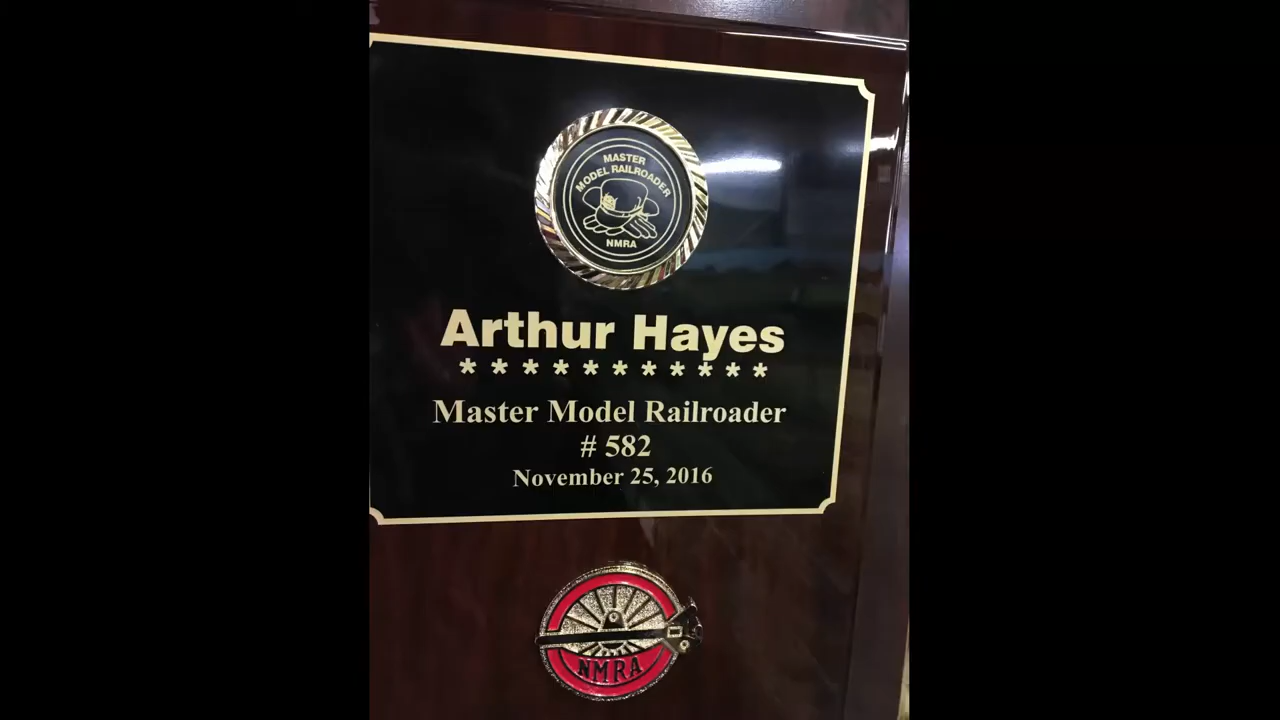 MASTER
MODEL RAILROADER
NMRA
Arthur Hayes
* * * * * * * * * * *
Master Model Railroader
# 582
November 25, 2016
NMRA